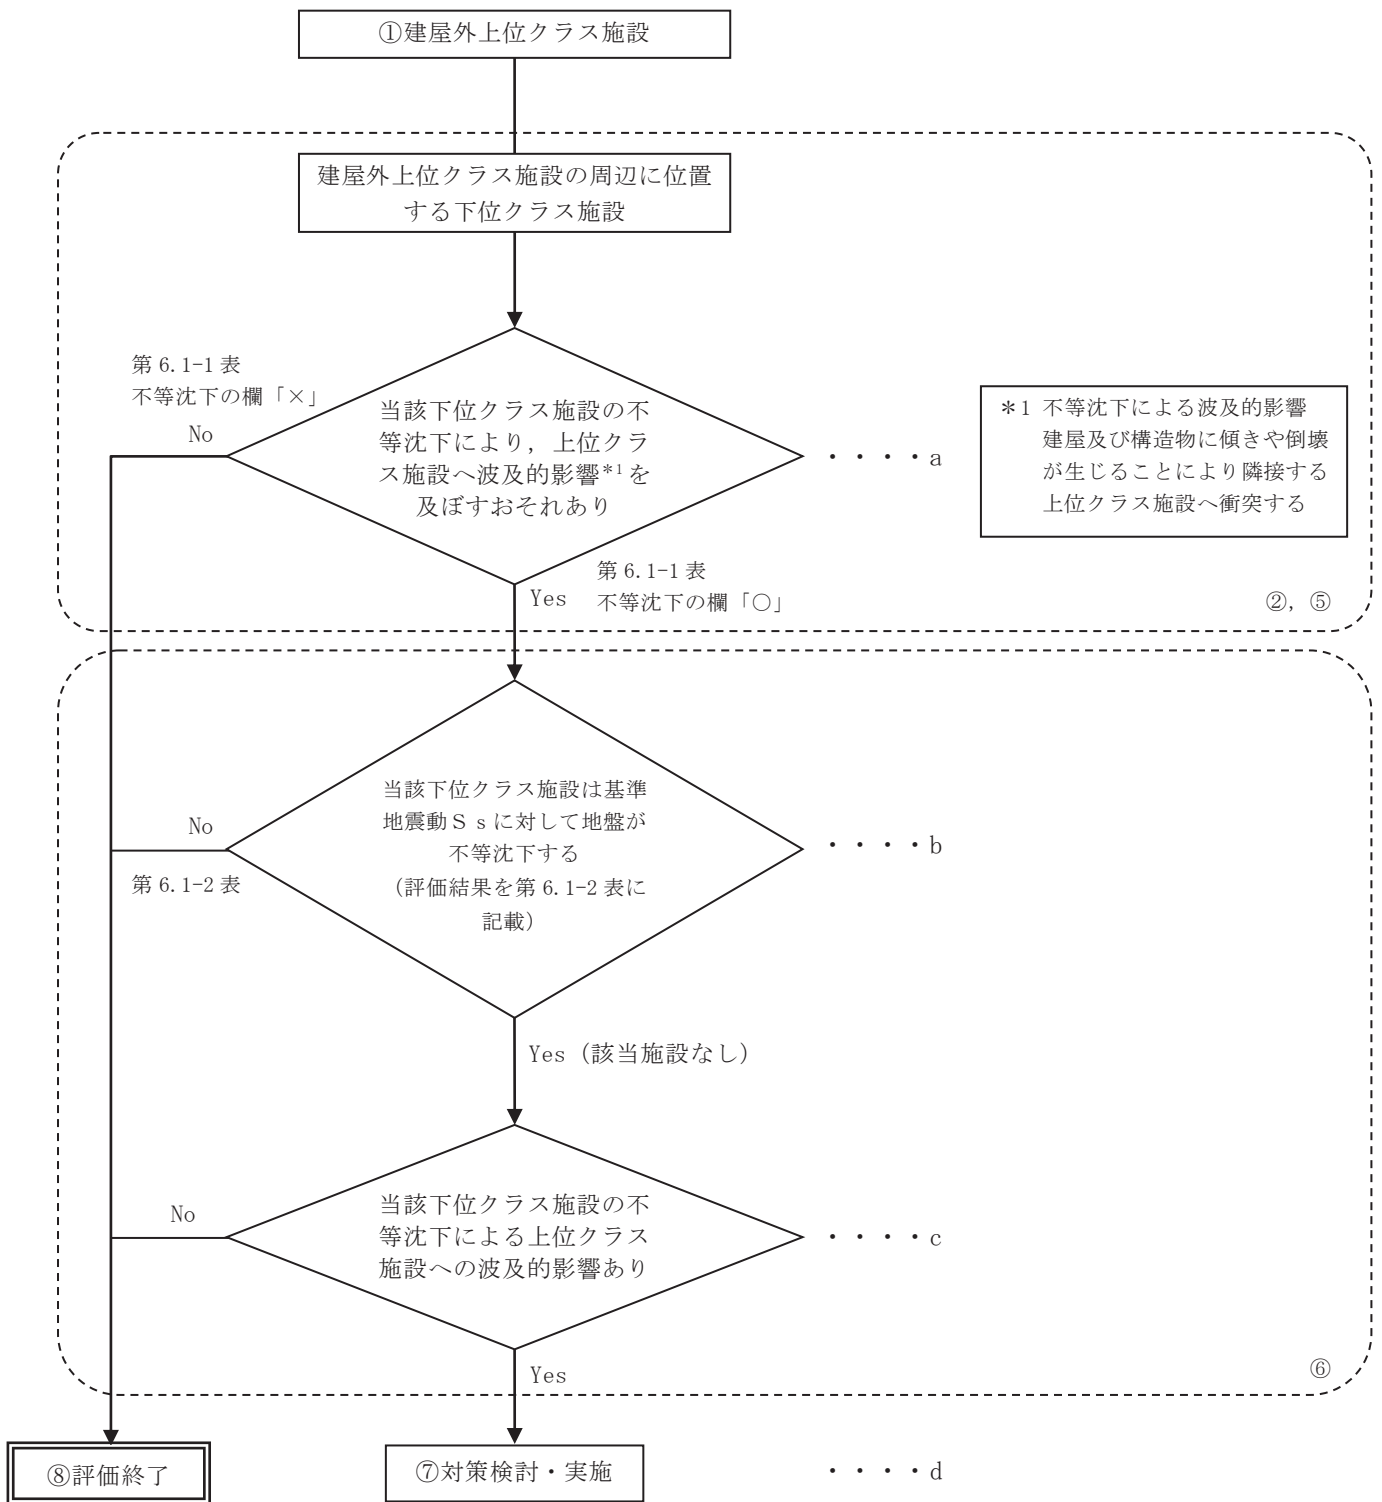 ①建屋外上位クラス施設
建屋外上位クラス施設の周辺に位置
する下位クラス施設
第 6.1-1 表
不等沈下の欄「×」
No
当該下位クラス施設の不
等沈下により，上位クラ
ス施設へ波及的影響*1を
及ぼすおそれあり
・・・・a
＊1 不等沈下による波及的影響
建屋及び構造物に傾きや倒壊
が生じることにより隣接する
上位クラス施設へ衝突する
Yes
第 6.1-1 表
不等沈下の欄「○」
②，⑤
当該下位クラス施設は基準
地震動Ｓｓに対して地盤が
不等沈下する
（評価結果を第 6.1-2 表に
記載）
No
第 6.1-2 表
・・・・b
Yes（該当施設なし）
当該下位クラス施設の不
等沈下による上位クラス
施設への波及的影響あり
No
・・・・c
Yes
⑥
⑧評価終了
⑦対策検討・実施
・・・・d